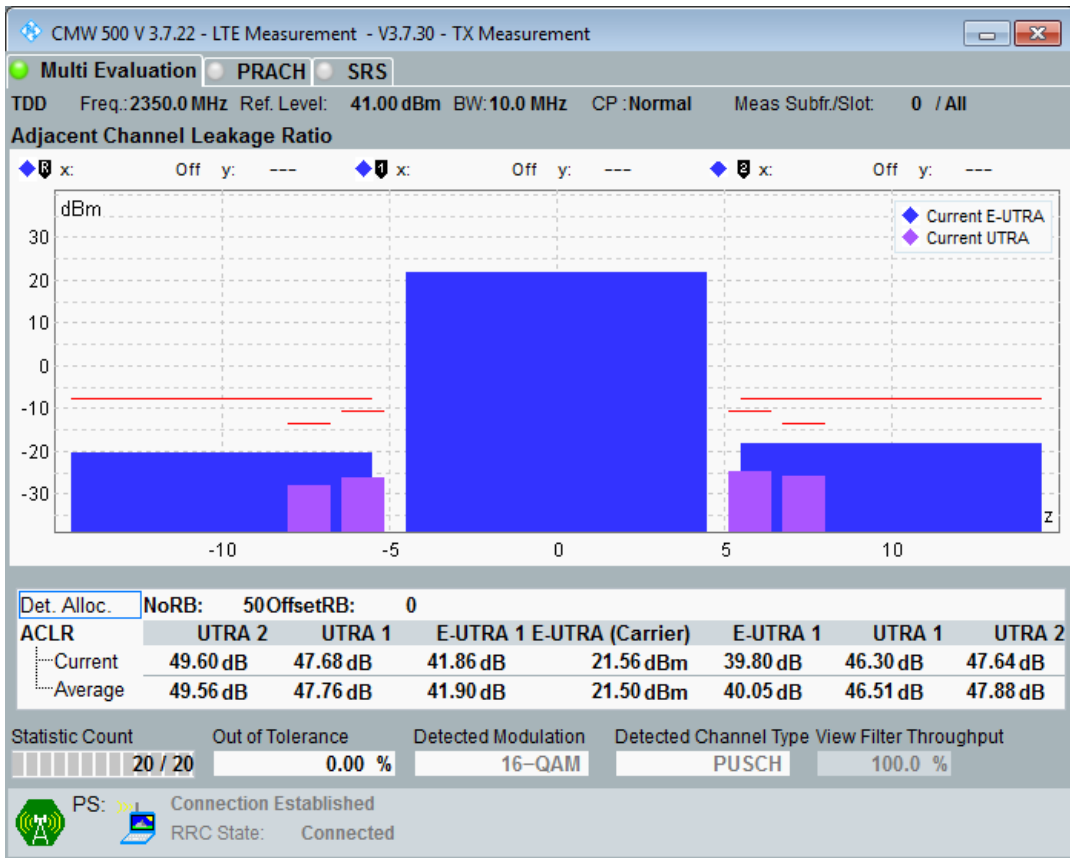 CMW 500 V 3.7.22 - LTE Measurement - V3.7.30 - TX Measurement
Multi Evaluation PRACH SRS
TDD Freq.:2350.0 MHz Ref. Level: 41.00 dBm BW:10.0 MHz CP :Normal Meas Subfr./Slot: 0 / All
Adjacent Channel Leakage Ratio
R x: Off y: --- 1 x: Off y: --- 2 x: Off y: ---
dBm
Current E-UTRA
Current UTRA
30
20
10
0
-10
-20
-30
z
-10 -5 0 5 10
Det. Alloc. NoRB: 50 OffsetRB: 0
ACLR UTRA 2 UTRA 1 E-UTRA 1 E-UTRA (Carrier) E-UTRA 1 UTRA 1 UTRA 2
Current 49.60 dB 47.68 dB 41.86 dB 21.56 dBm 39.80 dB 46.30 dB 47.64 dB
Average 49.56 dB 47.76 dB 41.90 dB 21.50 dBm 40.05 dB 46.51 dB 47.88 dB
Statistic Count Out of Tolerance Detected Modulation Detected Channel Type View Filter Throughput
20 / 20 0.00 % 16-QAM PUSCH 100.0 %
PS: Connection Established
RRC State: Connected